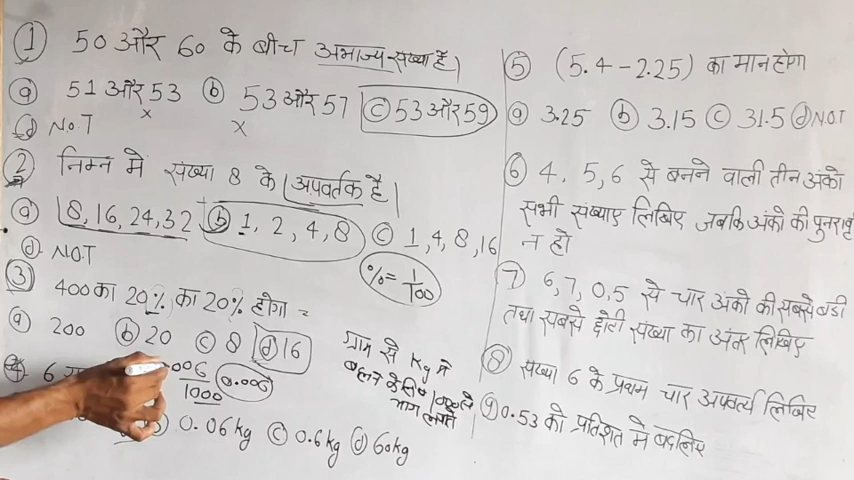 ① 50 और 60 के बीच अभाज्य संख्या है।
ⓐ 51 और 53 ⓑ 53 और 57 ⓒ 53 और 59
× ×
ⓓ NOT
② निम्न में संख्या 8 के अपवर्तक है।
ⓐ 8, 16, 24, 32 ⓑ 1, 2, 4, 8 ⓒ 1, 4, 8, 16
ⓓ NOT
% = 1/100
③ 400 का 20% का 20% होगा =
ⓐ 200 ⓑ 20 ⓒ 8 ⓓ 16
④ 6
006
1000
0.006
0.06 kg ⓒ 0.6 kg ⓓ 60 kg
ग्राम से Kg में
बदलने के लिए 1000 से
भाग लगाते
⑤ (5.4 - 2.25) का मान होगा
ⓐ 3.25 ⓑ 3.15 ⓒ 31.5 ⓓ NOT
⑥ 4, 5, 6 से बनने वाली तीन अंको
सभी संख्याए लिखिए जबकि अंको की
न हो
⑦ 6, 7, 0, 5 से चार अंको की सबसे बडी
तथा सबसे छोटी संख्या का अंतर लिखिए
⑧ संख्या 6 के प्रथम चार अपवर्त्य लिखिए
⑨ 0.53 को प्रतिशत में बदलिए